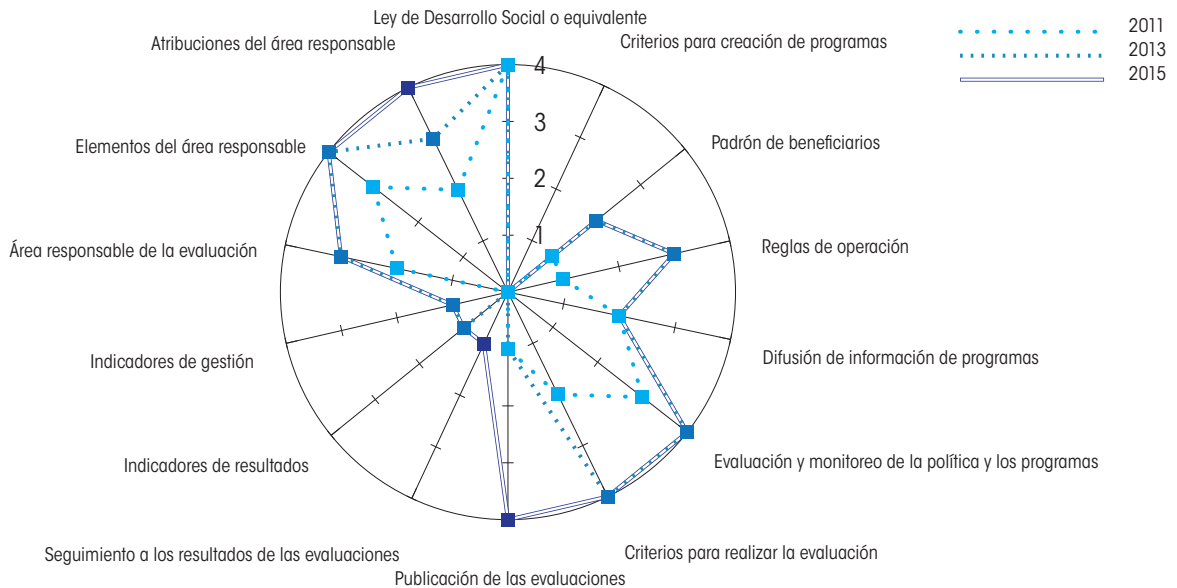 Ley de Desarrollo Social o equivalente
Criterios para creación de programas
Padrón de beneficiarios
Reglas de operación
Difusión de información de programas
Evaluación y monitoreo de la política y los programas
Criterios para realizar la evaluación
Publicación de las evaluaciones
Seguimiento a los resultados de las evaluaciones
Indicadores de resultados
Indicadores de gestión
Área responsable de la evaluación
Elementos del área responsable
Atribuciones del área responsable
4
3
2
1
2011
2013
2015